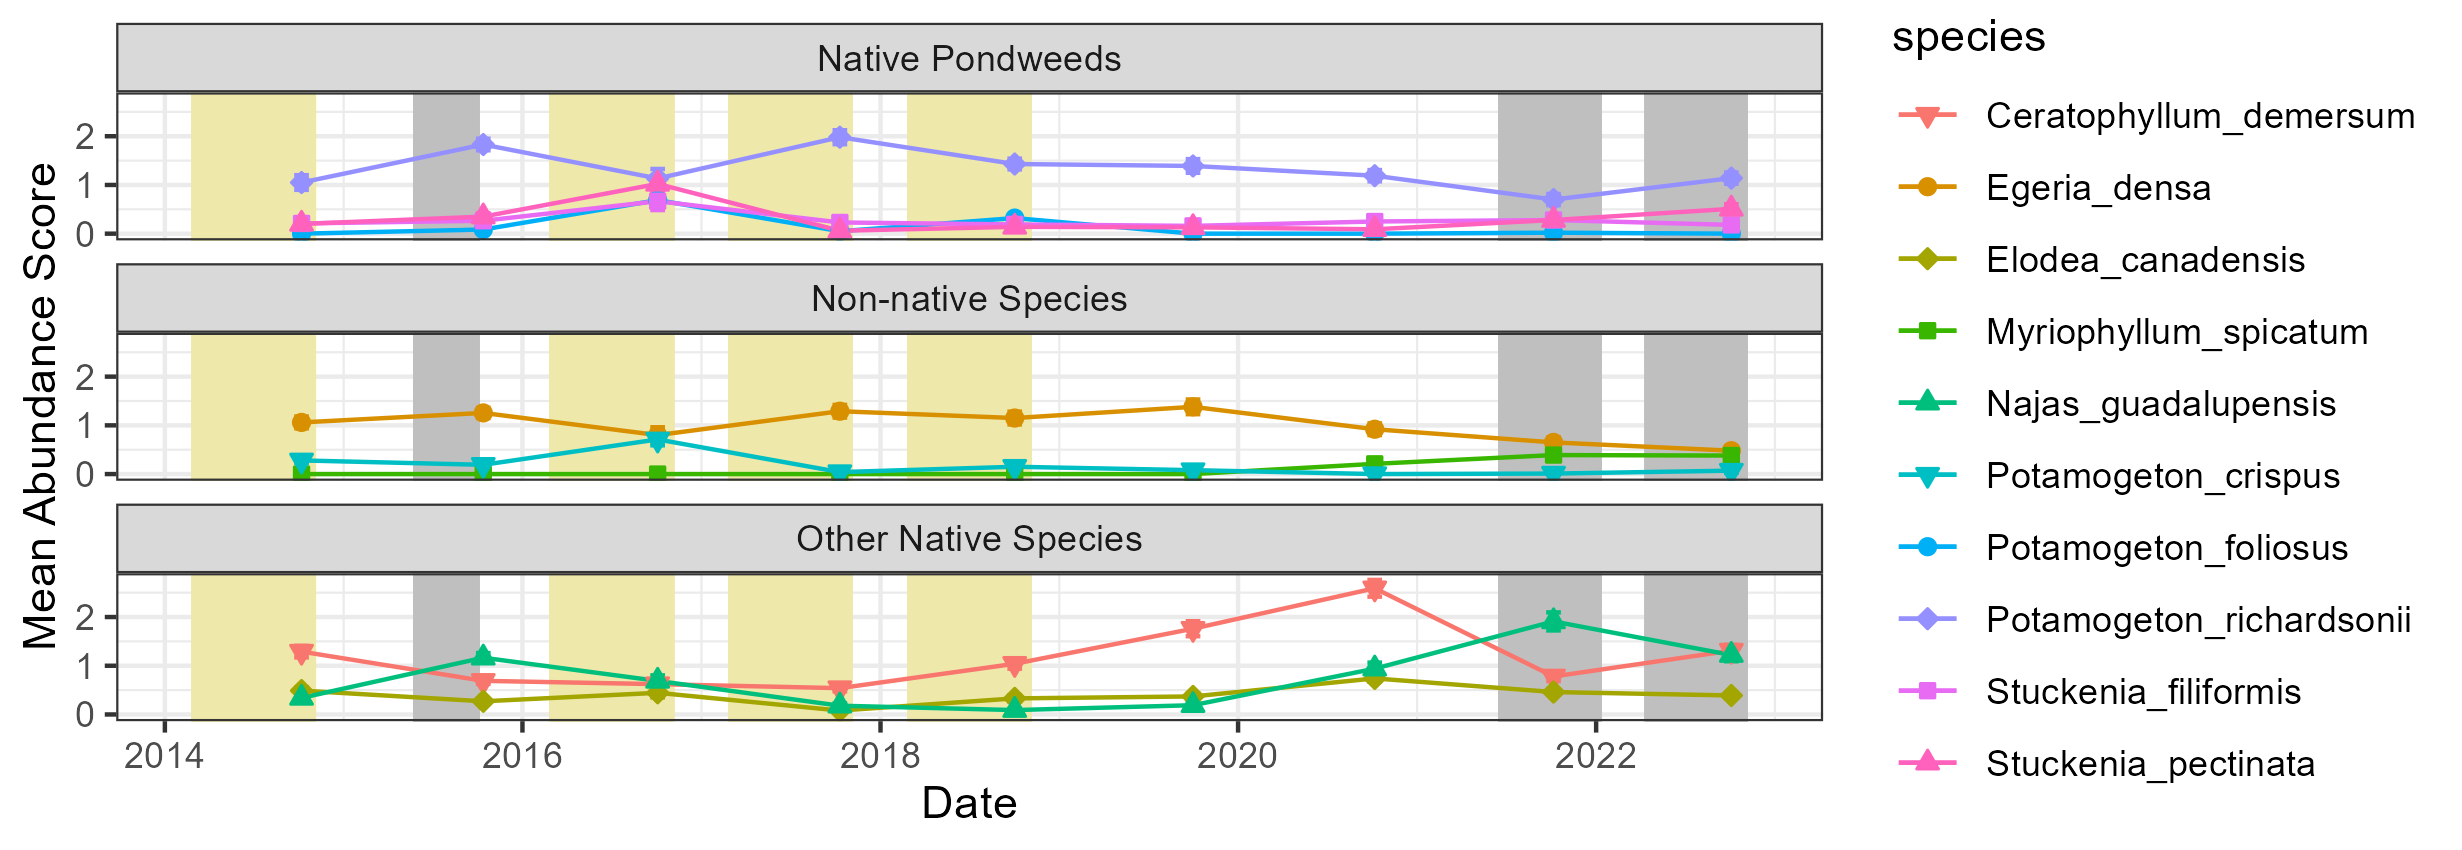 Native Pondweeds
2
1
0
Non-native Species
2
1
0
Other Native Species
2
1
0
2014 2016 2018 2020 2022
Date
Mean Abundance Score
species
Ceratophyllum_demersum
Egeria_densa
Elodea_canadensis
Myriophyllum_spicatum
Najas_guadalupensis
Potamogeton_crispus
Potamogeton_foliosus
Potamogeton_richardsonii
Stuckenia_filiformis
Stuckenia_pectinata